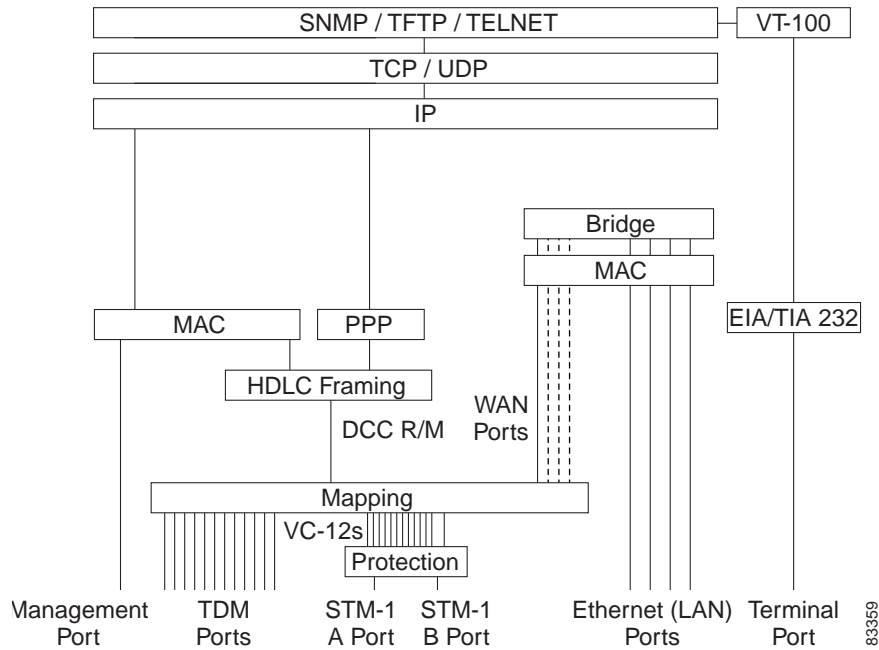 SNMP / TFTP / TELNET
VT-100
TCP / UDP
IP
Bridge
MAC
MAC
PPP
EIA/TIA 232
HDLC Framing
WAN
Ports
DCC R/M
Mapping
VC-12s
Protection
Management
Port
TDM
Ports
STM-1
A Port
STM-1
B Port
Ethernet (LAN)
Ports
Terminal
Port
83359